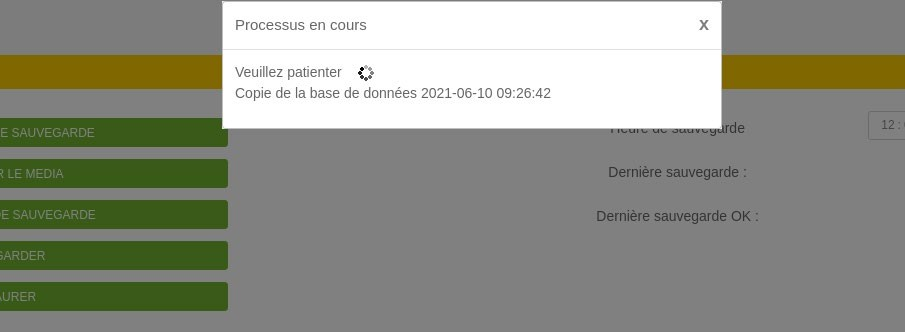 Processus en cours X
Veuillez patienter
Copie de la base de données 2021-06-10 09:26:42
E SAUVEGARDE
R LE MEDIA
DE SAUVEGARDE
GARDER
AURER
Heure de sauvegarde
12 :
Dernière sauvegarde :
Dernière sauvegarde OK :